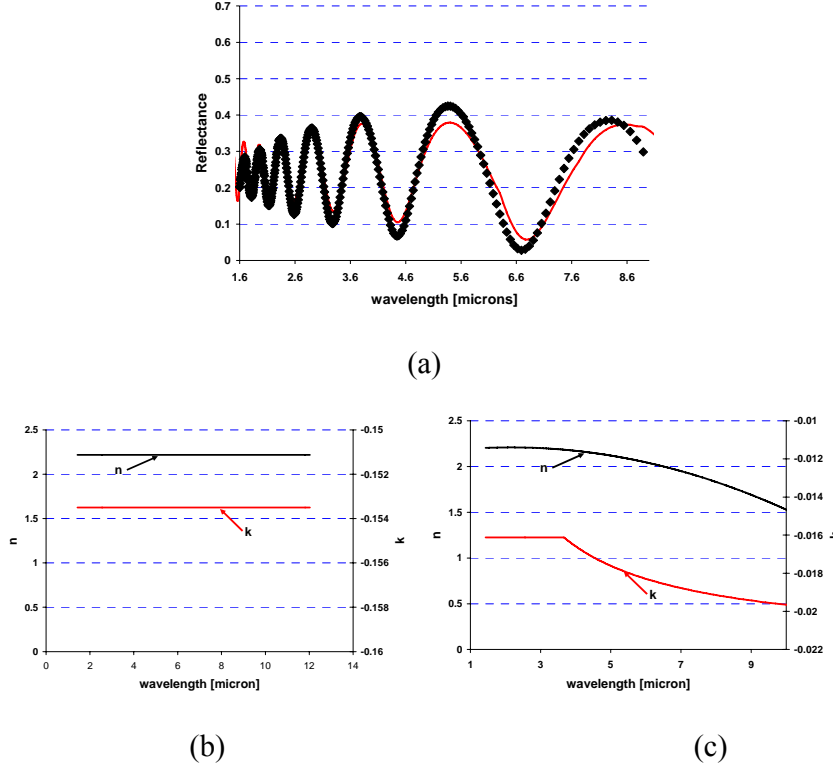 0.7
0.6
0.5
0.4
0.3
0.2
0.1
0
Reflectance
1.6 2.6 3.6 4.6 5.6 6.6 7.6 8.6
wavelength [microns]
(a)
2.5
2
1.5
1
0.5
0
n
-0.15
-0.152
-0.154
-0.156
-0.158
-0.16
k
n
k
0 2 4 6 8 10 12 14
wavelength [micron]
(b)
2.5
2
1.5
1
0.5
0
n
-0.01
-0.012
-0.014
-0.016
-0.018
-0.02
-0.022
k
n
k
1 3 5 7 9
wavelength [micron]
(c)